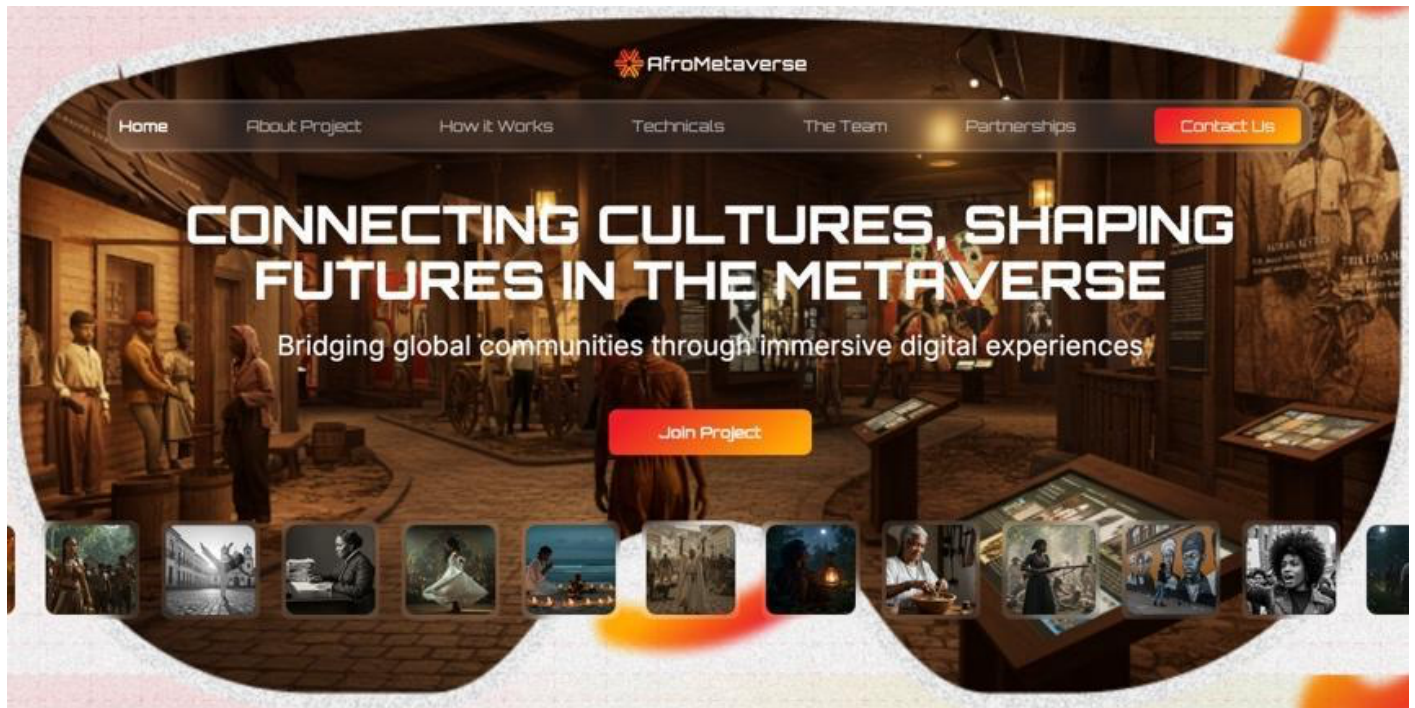 AfroMetaverse
Home About Project How it Works Technicals The Team Partnerships Contact Us
CONNECTING CULTURES, SHAPING
FUTURES IN THE METAVERSE
Bridging global communities through immersive digital experiences
Join Project